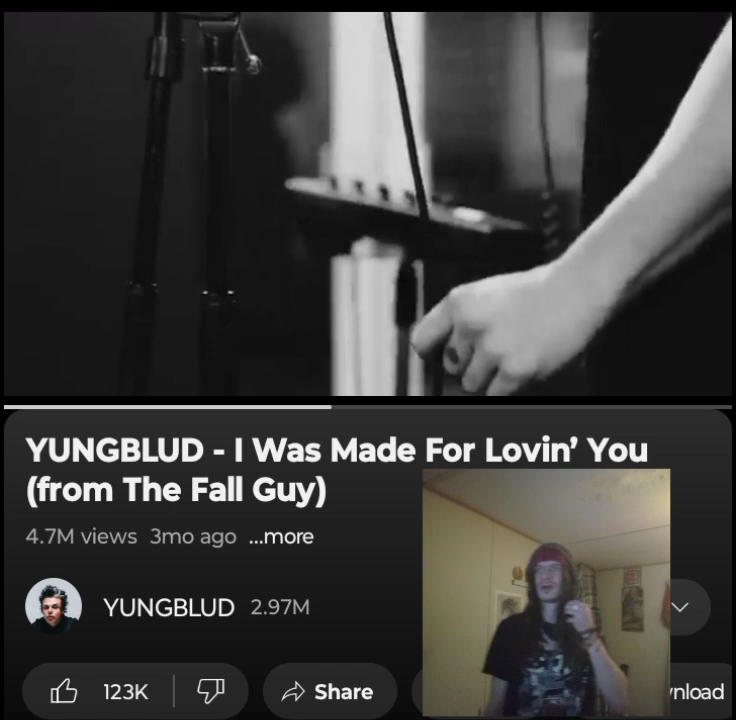 YUNGBLUD - I Was Made For Lovin’ You
(from The Fall Guy)
4.7M views 3mo ago ...more
YUNGBLUD 2.97M
123K Share nload